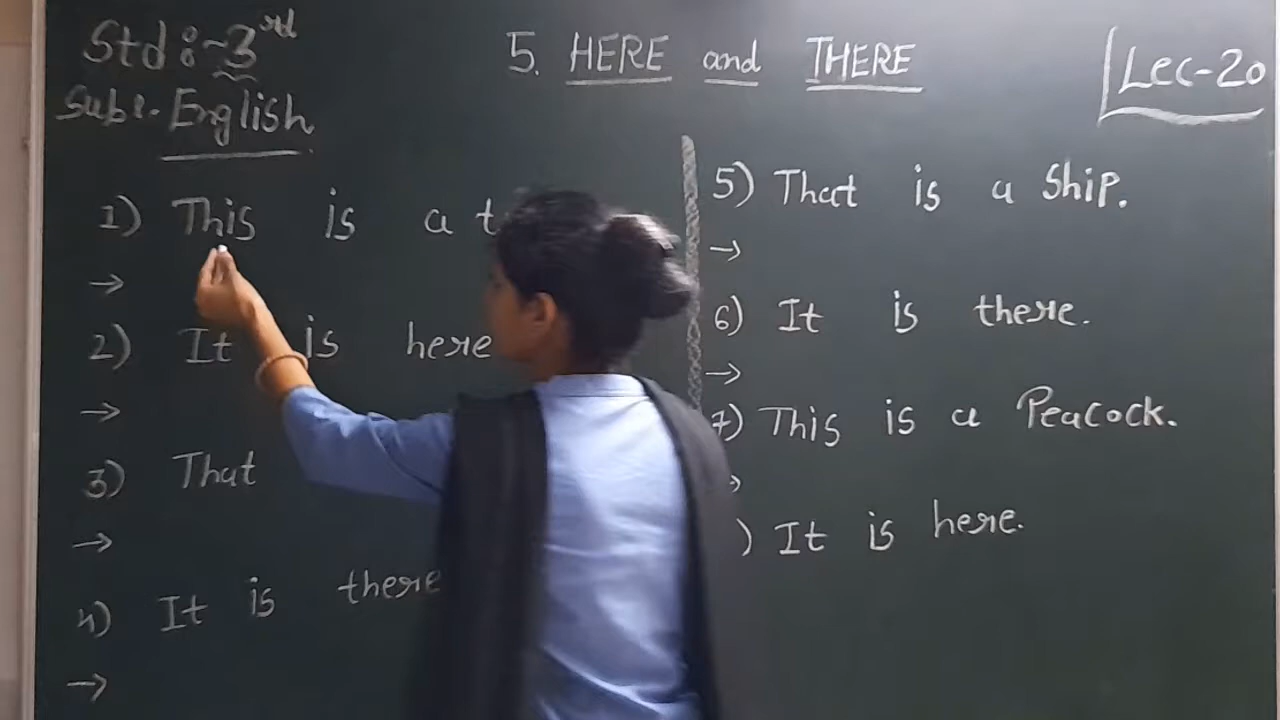 Std :- 3rd
Sub :- English
5. HERE and THERE
Lec-20
1) This is a
→
2) It is here
→
3) That
→
4) It is there
→
5) That is a Ship.
→
6) It is there.
→
7) This is a Peacock.
→
) It is here.